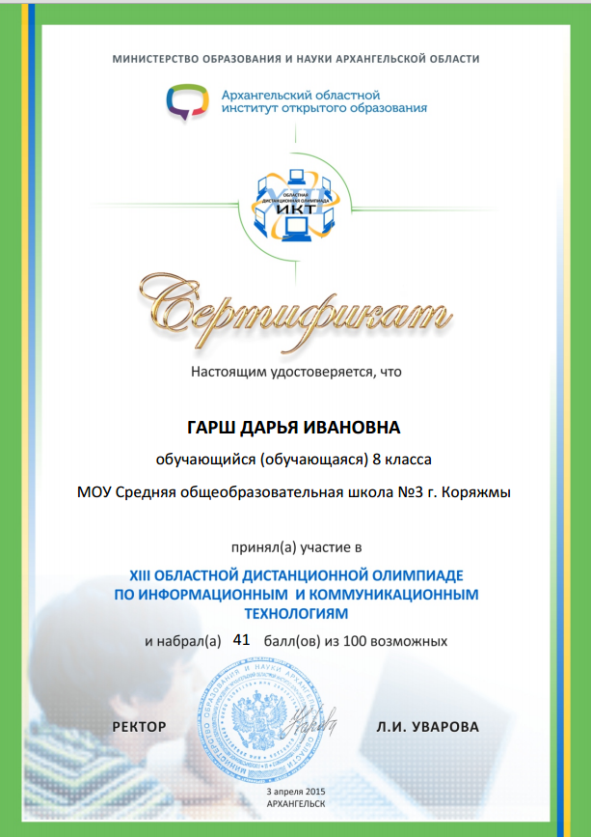 МИНИСТЕРСТВО ОБРАЗОВАНИЯ И НАУКИ АРХАНГЕЛЬСКОЙ ОБЛАСТИ
Архангельский областной
институт открытого образования
XIII
ОБЛАСТНАЯ
ДИСТАНЦИОННАЯ ОЛИМПИАДА
ИКТ
Сертификат
Настоящим удостоверяется, что
ГАРШ ДАРЬЯ ИВАНОВНА
обучающийся (обучающаяся) 8 класса
МОУ Средняя общеобразовательная школа №3 г. Коряжмы
принял(а) участие в
XIII ОБЛАСТНОЙ ДИСТАНЦИОННОЙ ОЛИМПИАДЕ
ПО ИНФОРМАЦИОННЫМ И КОММУНИКАЦИОННЫМ
ТЕХНОЛОГИЯМ
и набрал(а) 41 балл(ов) из 100 возможных
РЕКТОР
Л.И. УВАРОВА
3 апреля 2015
АРХАНГЕЛЬСК